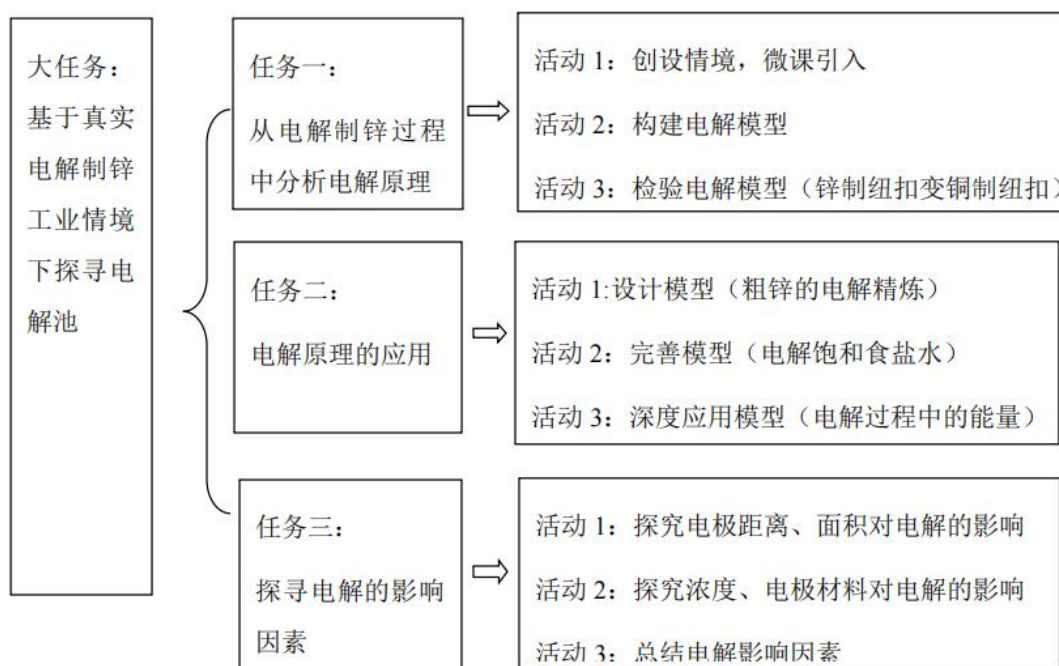 大任务：
基于真实
电解制锌
工业情境
下探寻电
解池
任务一：
从电解制锌过程
中分析电解原理
活动 1：创设情境，微课引入
活动 2：构建电解模型
活动 3：检验电解模型（锌制纽扣变铜制纽扣）
任务二：
电解原理的应用
活动 1:设计模型（粗锌的电解精炼）
活动 2：完善模型（电解饱和食盐水）
活动 3：深度应用模型（电解过程中的能量）
任务三：
探寻电解的影响
因素
活动 1：探究电极距离、面积对电解的影响
活动 2：探究浓度、电极材料对电解的影响
活动 3：总结电解影响因素